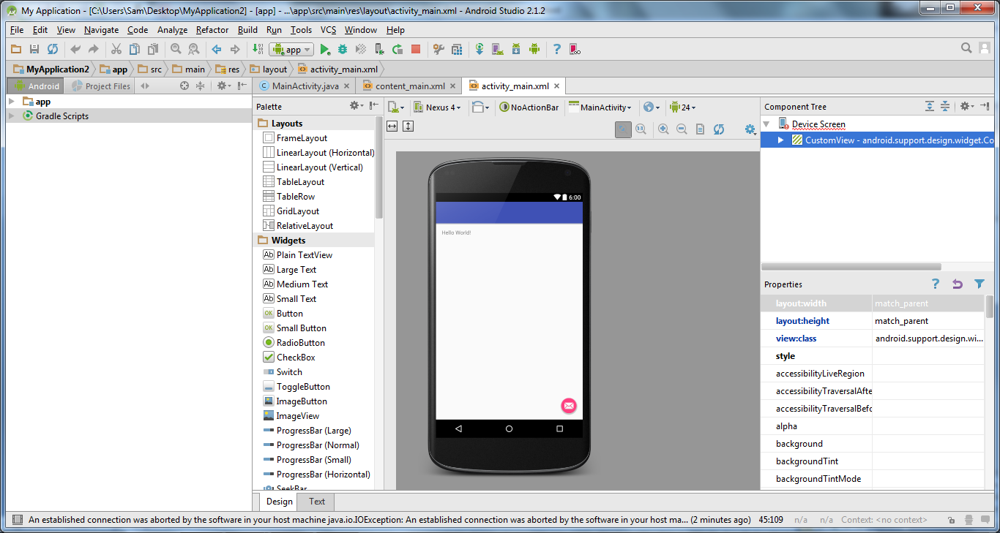 My Application - [C:\Users\Sam\Desktop\MyApplication2] - [app] - ...\app\src\main\res\layout\activity_main.xml - Android Studio 2.1.2
File Edit View Navigate Code Analyze Refactor Build Run Tools VCS Window Help
app
MyApplication2 app src main res layout activity_main.xml
Android Project Files
MainActivity.java content_main.xml activity_main.xml
app
Gradle Scripts
Palette
Layouts
FrameLayout
LinearLayout (Horizontal)
LinearLayout (Vertical)
TableLayout
TableRow
GridLayout
RelativeLayout
Widgets
Ab Plain TextView
Ab Large Text
Ab Medium Text
Ab Small Text
OK Button
OK Small Button
RadioButton
CheckBox
Switch
ToggleButton
ImageButton
ImageView
ProgressBar (Large)
ProgressBar (Normal)
ProgressBar (Small)
ProgressBar (Horizontal)
SeekBar
Nexus 4 NoActionBar MainActivity 24
1:1
6:00
Hello World!
Component Tree
Device Screen
CustomView - android.support.design.widget.Co
Properties
layout:width match_parent
layout:height match_parent
view:class android.support.design.wi...
style
accessibilityLiveRegion
accessibilityTraversalAfte
accessibilityTraversalBefo
alpha
background
backgroundTint
backgroundTintMode
Design Text
An established connection was aborted by the software in your host machine java.io.IOException: An established connection was aborted by the software in your host ma... (2 minutes ago) 45:109 n/a n/a Context: <no context>